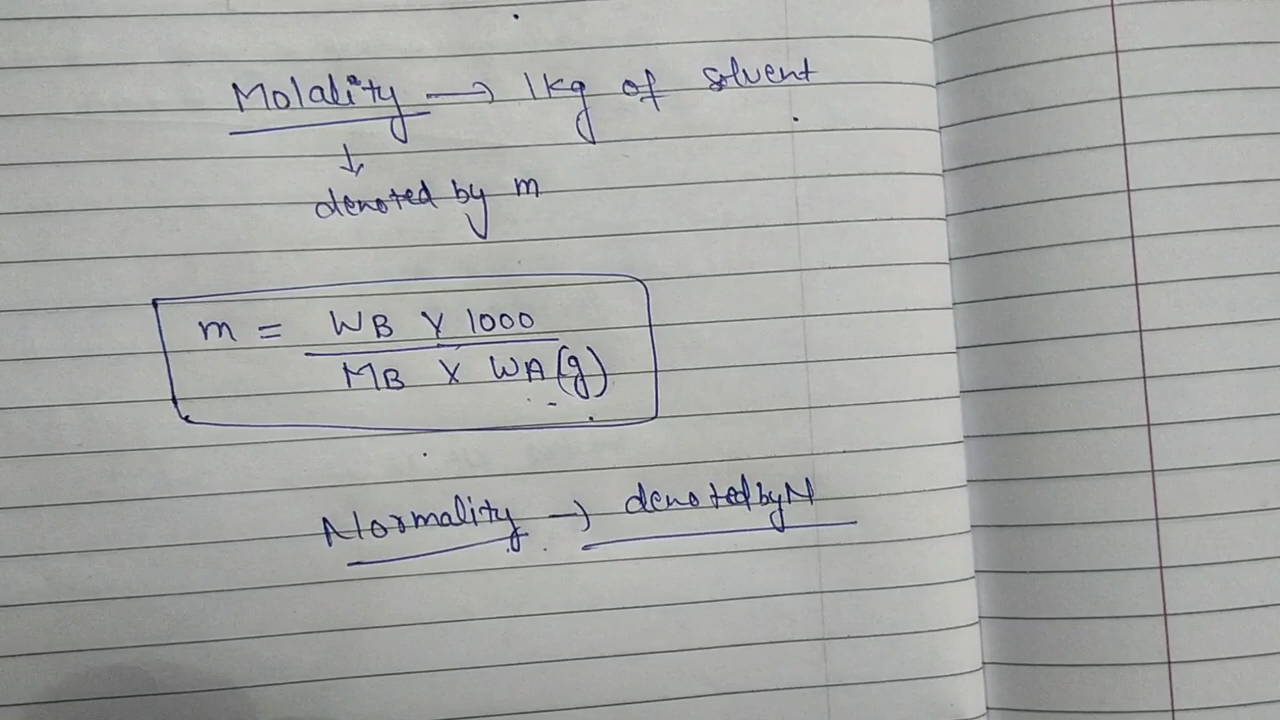 Molality → 1kg of solvent
↓
denoted by m
m = WB X 1000
MB X WA (g)
Normality → denoted by N